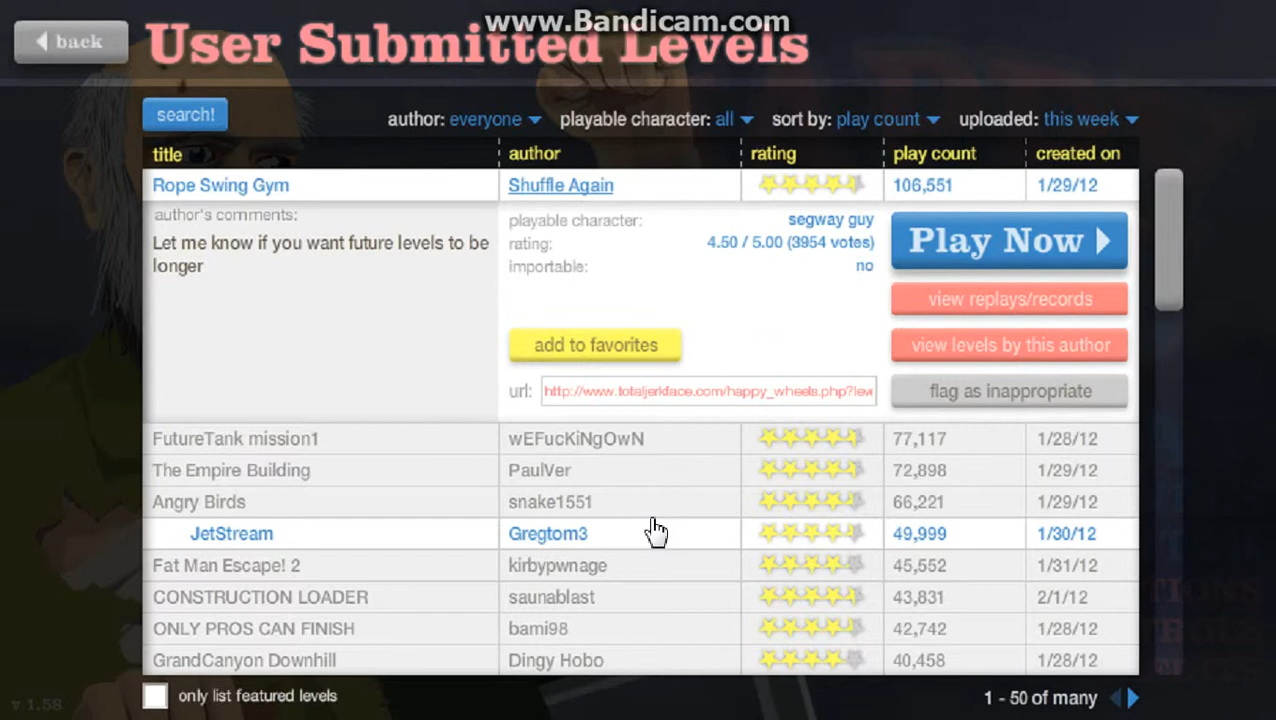 www.Bandicam.com
back
User Submitted Levels
search!
author: everyone playable character: all sort by: play count uploaded: this week
title author rating play count created on
Rope Swing Gym Shuffle Again 106,551 1/29/12
author's comments:
Let me know if you want future levels to be
longer
playable character: segway guy
rating: 4.50 / 5.00 (3954 votes)
importable: no
Play Now
view replays/records
add to favorites
view levels by this author
url: http://www.totaljerkface.com/happy_wheels.php?lev
flag as inappropriate
FutureTank mission1 wEFucKiNgOwN 77,117 1/28/12
The Empire Building PaulVer 72,898 1/29/12
Angry Birds snake1551 66,221 1/29/12
JetStream Gregtom3 49,999 1/30/12
Fat Man Escape! 2 kirbypwnage 45,552 1/31/12
CONSTRUCTION LOADER saunablast 43,831 2/1/12
ONLY PROS CAN FINISH bami98 42,742 1/28/12
GrandCanyon Downhill Dingy Hobo 40,458 1/28/12
v 1.58
only list featured levels
1 - 50 of many